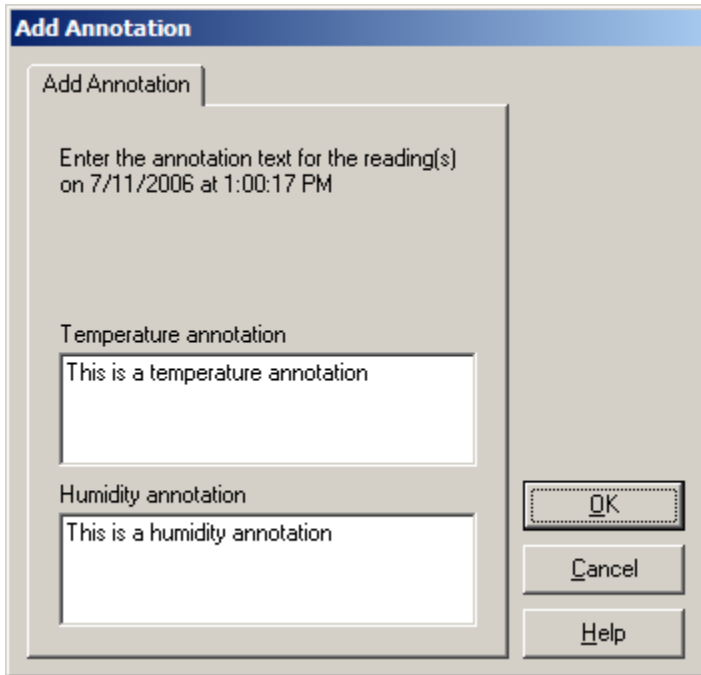 Add Annotation
Add Annotation
Enter the annotation text for the reading(s)
on 7/11/2006 at 1:00:17 PM
Temperature annotation
This is a temperature annotation
Humidity annotation
This is a humidity annotation
OK
Cancel
Help